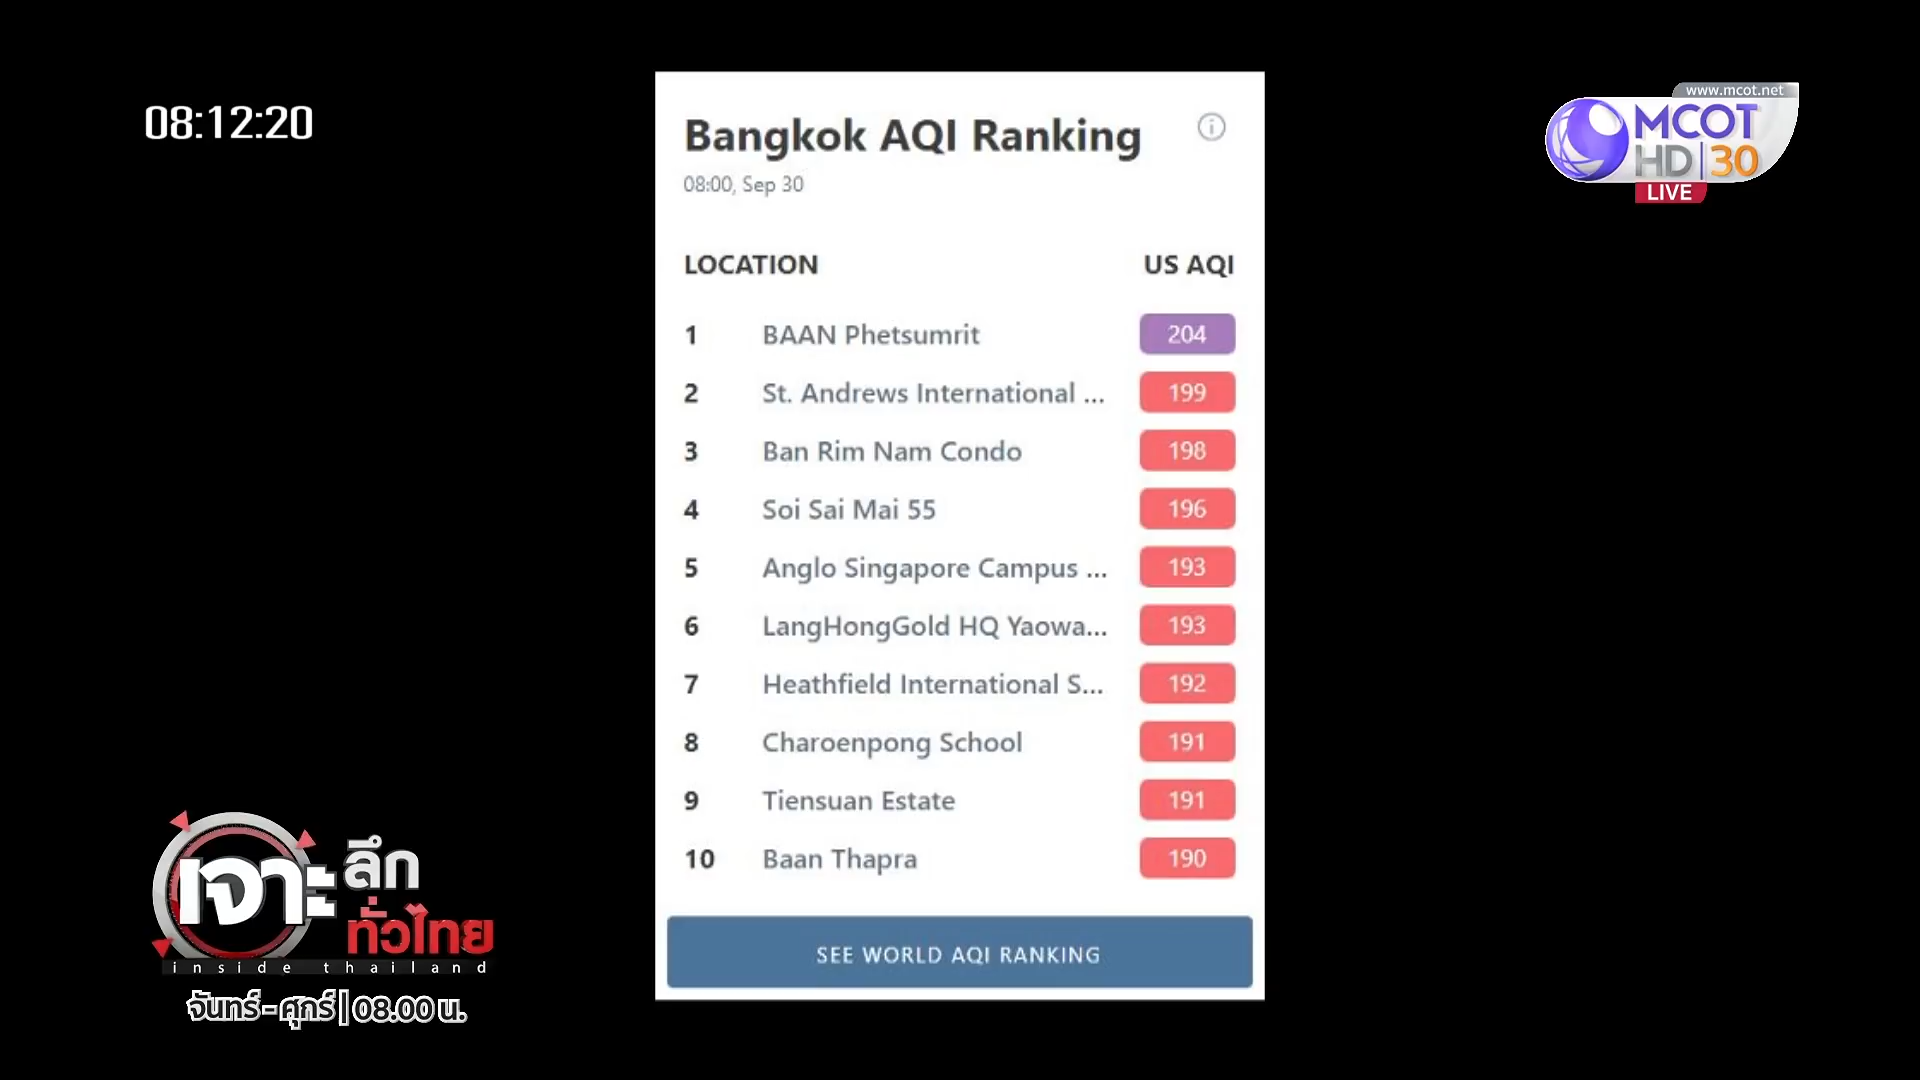 08:12:20
www.mcot.net
MCOT
HD 30
LIVE
Bangkok AQI Ranking
08:00, Sep 30
LOCATION US AQI
1 BAAN Phetsumrit 204
2 St. Andrews International ... 199
3 Ban Rim Nam Condo 198
4 Soi Sai Mai 55 196
5 Anglo Singapore Campus ... 193
6 LangHongGold HQ Yaowa... 193
7 Heathfield International S... 192
8 Charoenpong School 191
9 Tiensuan Estate 191
10 Baan Thapra 190
SEE WORLD AQI RANKING
เจาะลึก
ทั่วไทย
inside thailand
จันทร์ - ศุกร์ | 08.00 น.